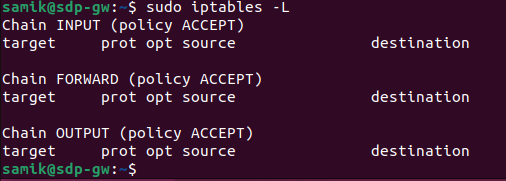 samik@sdp-gw:~$ sudo iptables -L
Chain INPUT (policy ACCEPT)
target     prot opt source               destination

Chain FORWARD (policy ACCEPT)
target     prot opt source               destination

Chain OUTPUT (policy ACCEPT)
target     prot opt source               destination
samik@sdp-gw:~$